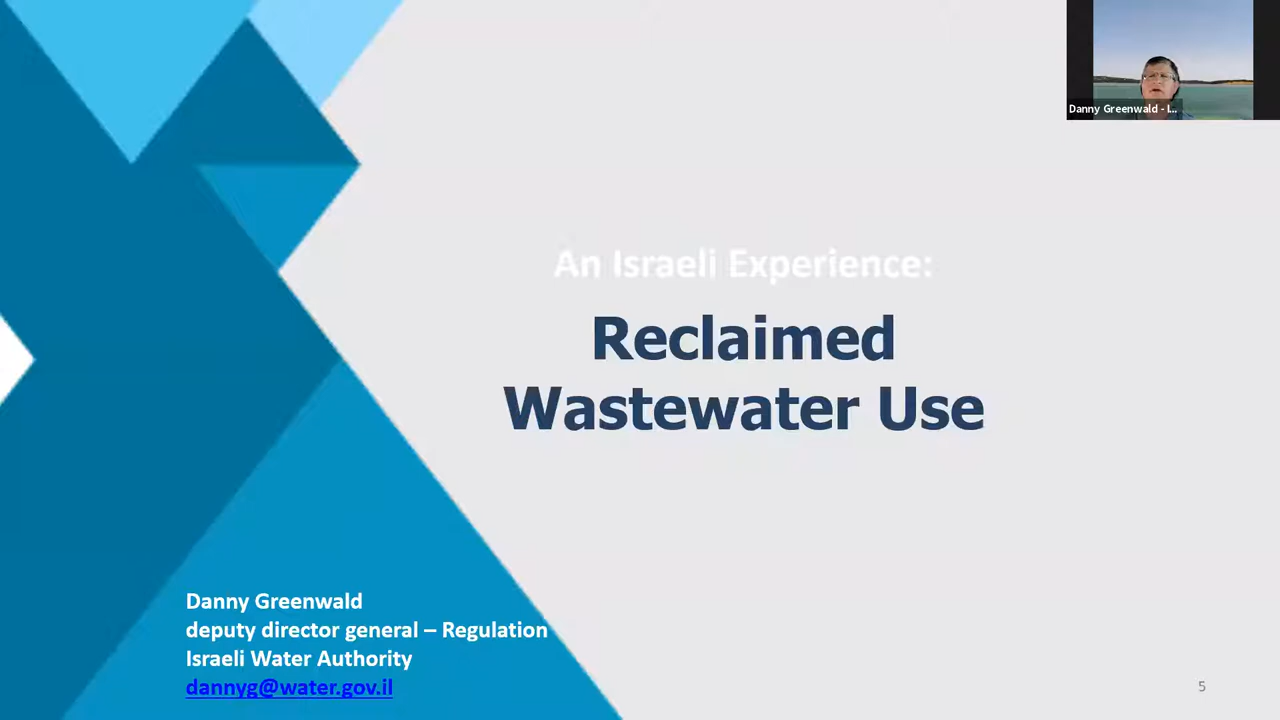 Danny Greenwald - I...
An Israeli Experience:
Reclaimed
Wastewater Use
Danny Greenwald
deputy director general – Regulation
Israeli Water Authority
dannyg@water.gov.il
5